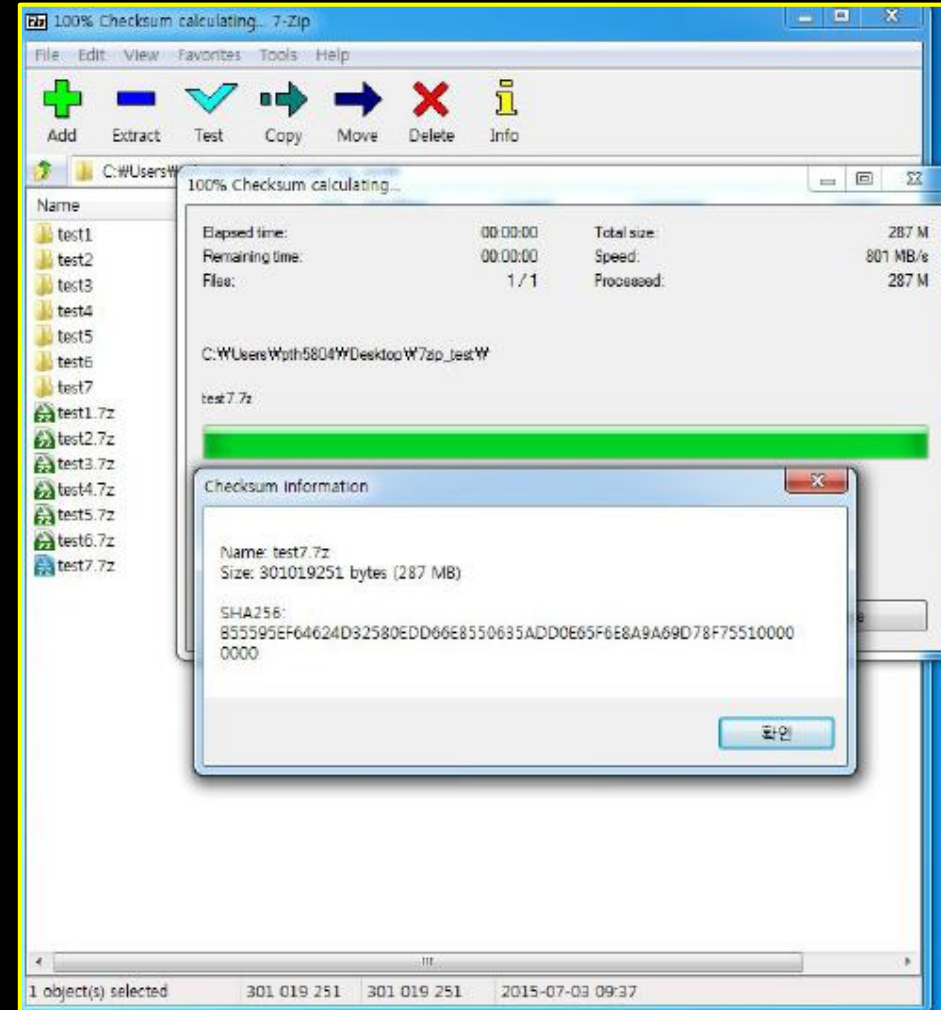 100% Checksum calculating... 7-Zip
File Edit View Favorites Tools Help
Add Extract Test Copy Move Delete Info
C:₩Users₩
Name
test1
test2
test3
test4
test5
test6
test7
test1.7z
test2.7z
test3.7z
test4.7z
test5.7z
test6.7z
test7.7z
100% Checksum calculating...
Elapsed time: 00:00:00 Total size: 287 M
Remaining time: 00:00:00 Speed: 801 MB/s
Files: 1 / 1 Processed: 287 M
C:₩Users₩pth5804₩Desktop₩7zip_test₩
test7.7z
Checksum information
Name: test7.7z
Size: 301019251 bytes (287 MB)
SHA256:
B55595EF64624D32580EDD66E8550635ADD0E65F6E8A9A69D78F75510000
0000
확인
1 object(s) selected 301 019 251 301 019 251 2015-07-03 09:37